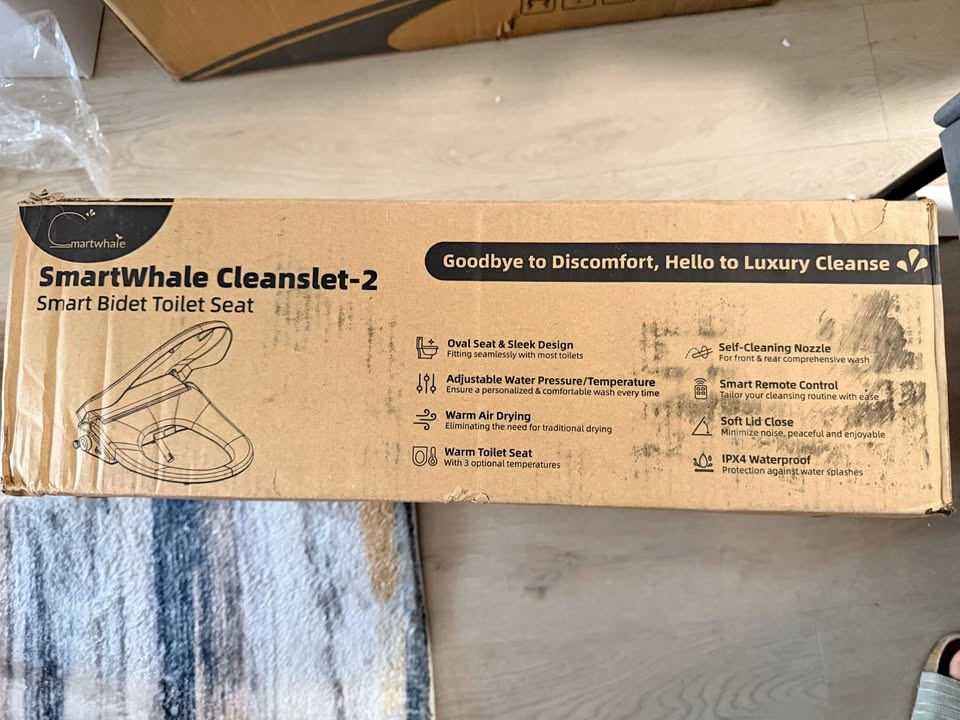 Smartwhale
SmartWhale Cleanslet-2
Smart Bidet Toilet Seat
Goodbye to Discomfort, Hello to Luxury Cleanse
Oval Seat & Sleek Design
Fitting seamlessly with most toilets
Adjustable Water Pressure/Temperature
Ensure a personalized & comfortable wash every time
Warm Air Drying
Eliminating the need for traditional drying
Warm Toilet Seat
With 3 optional temperatures
Self-Cleaning Nozzle
For front & rear comprehensive wash
Smart Remote Control
Tailor your cleansing routine with ease
Soft Lid Close
Minimize noise, peaceful and enjoyable
IPX4 Waterproof
Protection against water splashes